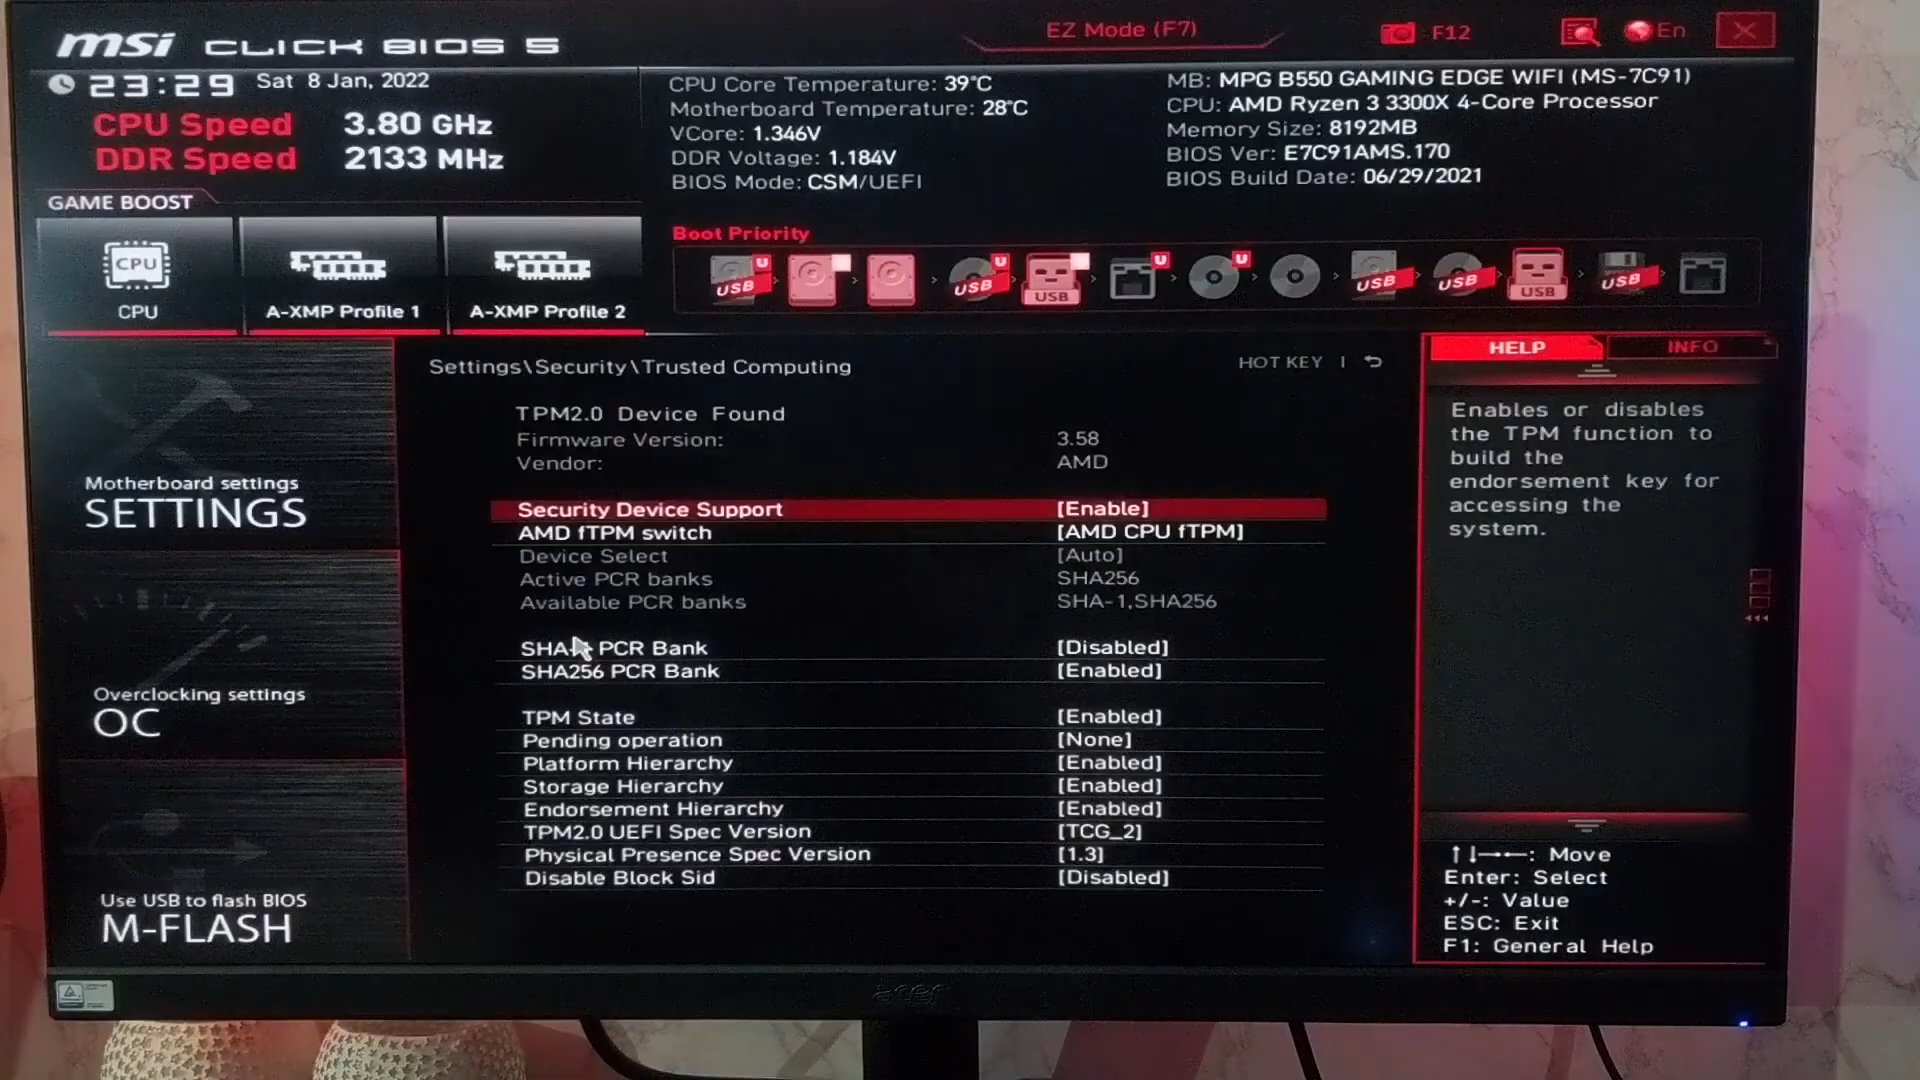 msi CLICK BIOS 5
EZ Mode (F7)
F12
En
23:29 Sat 8 Jan, 2022
CPU Speed 3.80 GHz
DDR Speed 2133 MHz
CPU Core Temperature: 39°C
Motherboard Temperature: 28°C
VCore: 1.346V
DDR Voltage: 1.184V
BIOS Mode: CSM/UEFI
MB: MPG B550 GAMING EDGE WIFI (MS-7C91)
CPU: AMD Ryzen 3 3300X 4-Core Processor
Memory Size: 8192MB
BIOS Ver: E7C91AMS.170
BIOS Build Date: 06/29/2021
GAME BOOST
CPU
CPU
A-XMP Profile 1
A-XMP Profile 2
Boot Priority
USB U
USB U
USB
U
U
USB
USB
USB
USB
Motherboard settings
SETTINGS
Overclocking settings
OC
Use USB to flash BIOS
M-FLASH
Settings\Security\Trusted Computing
HOT KEY |
TPM2.0 Device Found
Firmware Version: 3.58
Vendor: AMD
Security Device Support [Enable]
AMD fTPM switch [AMD CPU fTPM]
Device Select [Auto]
Active PCR banks SHA256
Available PCR banks SHA-1,SHA256
PCR Bank [Disabled]
SHA256 PCR Bank [Enabled]
TPM State [Enabled]
Pending operation [None]
Platform Hierarchy [Enabled]
Storage Hierarchy [Enabled]
Endorsement Hierarchy [Enabled]
TPM2.0 UEFI Spec Version [TCG_2]
Physical Presence Spec Version [1.3]
Disable Block Sid [Disabled]
HELP
INFO
Enables or disables
the TPM function to
build the
endorsement key for
accessing the
system.
↑↓→←: Move
Enter: Select
+/-: Value
ESC: Exit
F1: General Help
acer